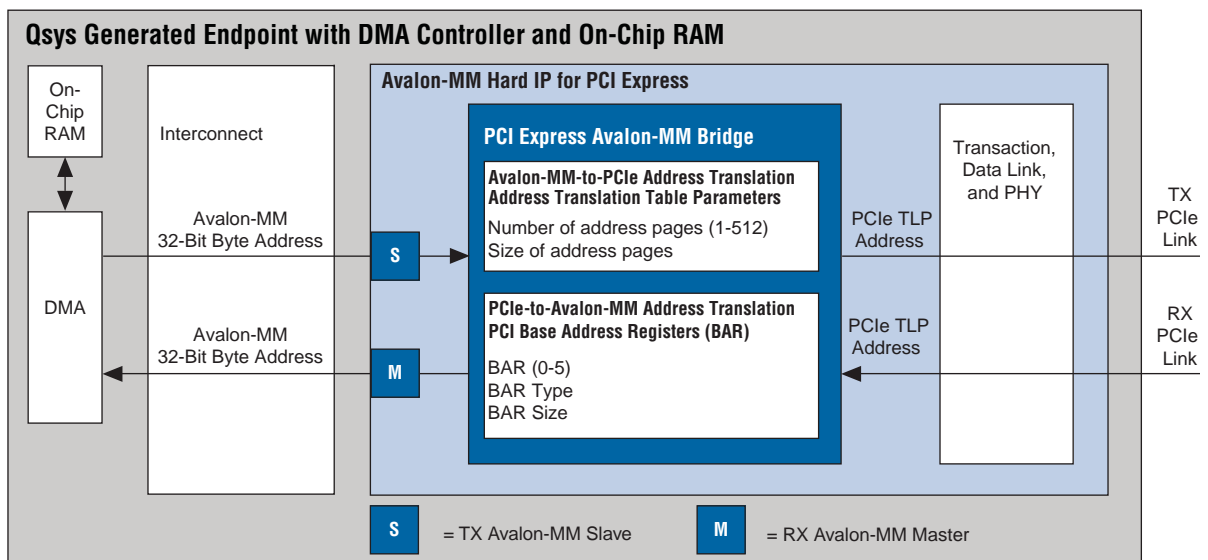 Qsys Generated Endpoint with DMA Controller and On-Chip RAM
On-
Chip
RAM
Interconnect
Avalon-MM Hard IP for PCI Express
PCI Express Avalon-MM Bridge
Avalon-MM-to-PCIe Address Translation
Address Translation Table Parameters
Number of address pages (1-512)
Size of address pages
Transaction,
Data Link,
and PHY
Avalon-MM
32-Bit Byte Address
S
PCIe TLP
Address
TX
PCIe
Link
DMA
PCIe-to-Avalon-MM Address Translation
PCI Base Address Registers (BAR)
BAR (0-5)
BAR Type
BAR Size
Avalon-MM
32-Bit Byte Address
M
PCIe TLP
Address
RX
PCIe
Link
S
= TX Avalon-MM Slave
M
= RX Avalon-MM Master